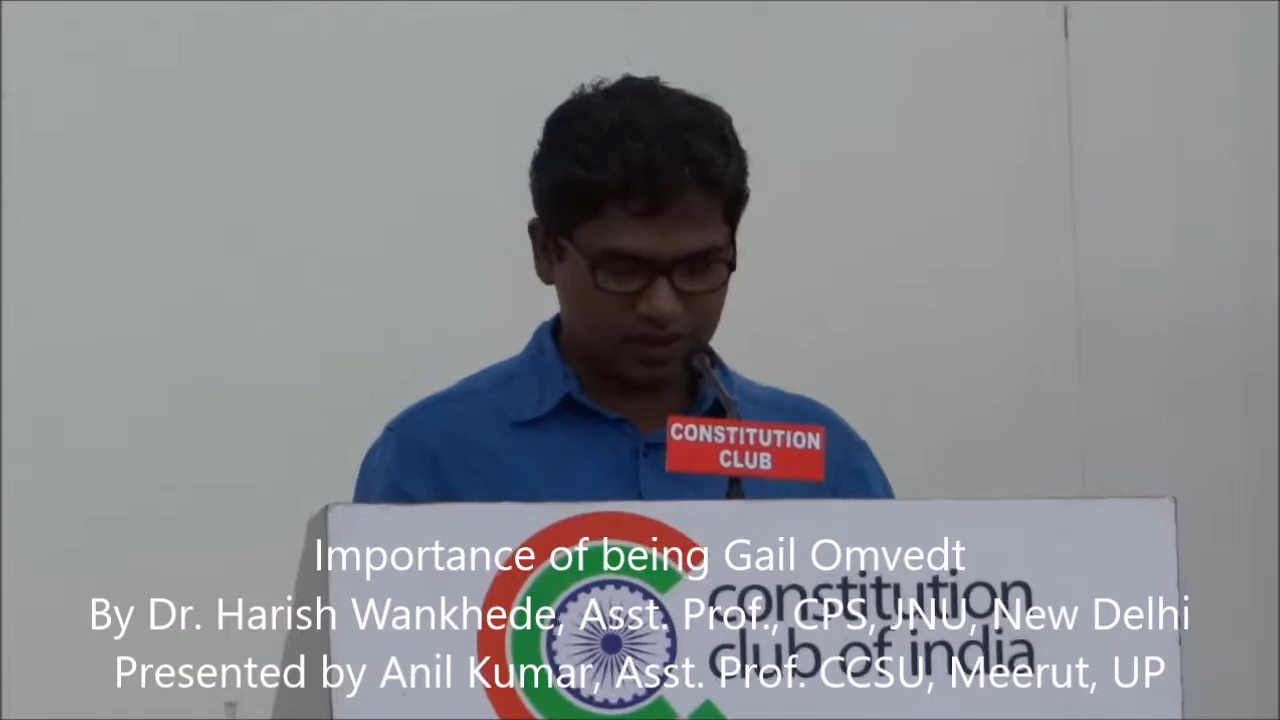 CONSTITUTION
CLUB
Importance of being Gail Omvedt
constitution
By Dr. Harish Wankhede, Asst. Prof., CPS,JNU, New Delhi
club of india
Presented by Anil Kumar, Asst. Prof. CCSU, Meerut, UP